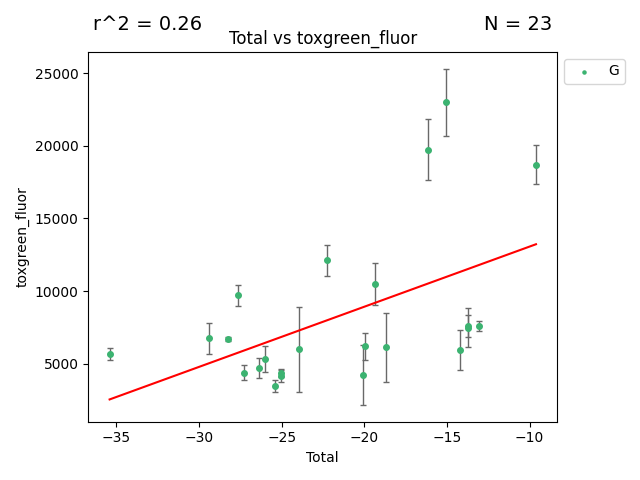 r^2 = 0.26
N = 23
Total vs toxgreen_fluor
G
25000
20000
15000
10000
5000
toxgreen_fluor
−35
−30
−25
−20
−15
−10
Total